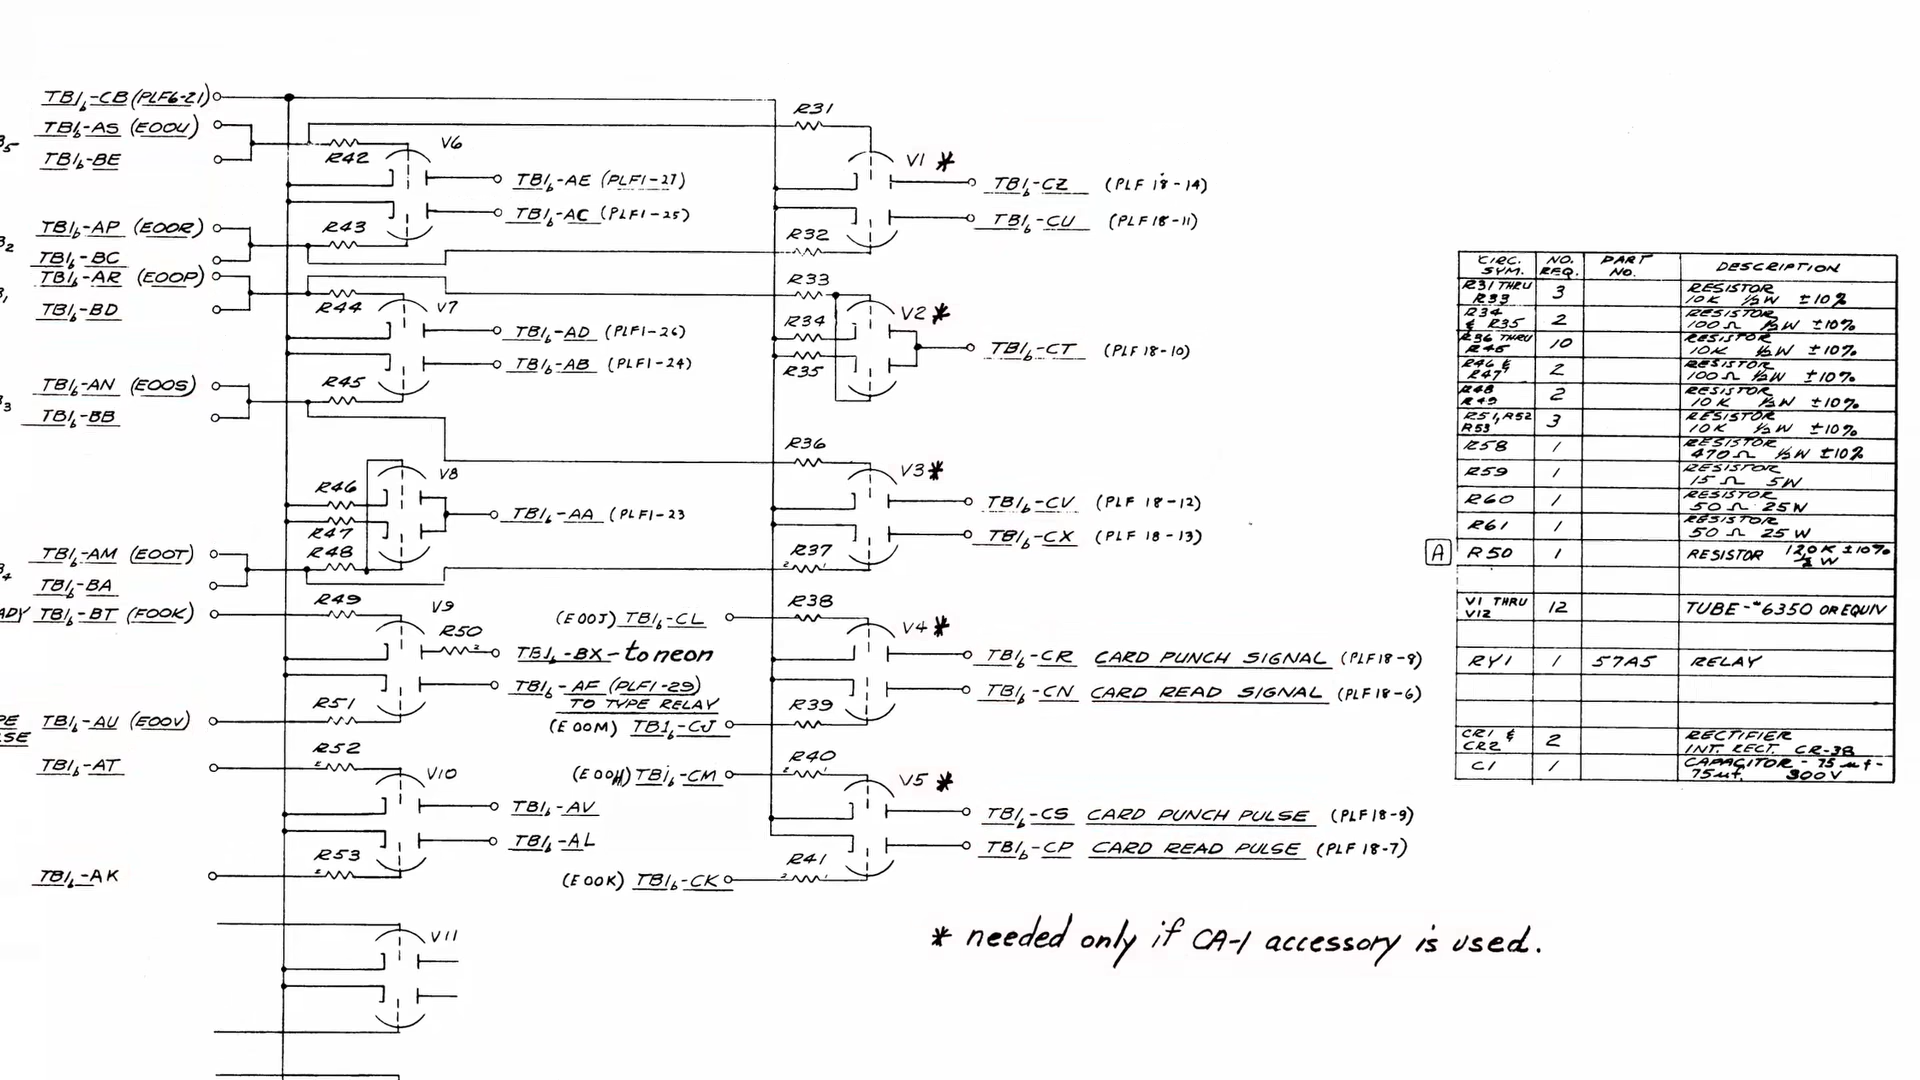 TB1₆-CB (PLF6-21)
TB1₆-AS (E00U)
TB1₆-BE
R42
V6
TB1₆-AE (PLF1-27)
TB1₆-AC (PLF1-25)
TB1₆-AP (E00R)
R43
TB1₆-BC
TB1₆-AR (E00P)
R44
V7
TB1₆-BD
TB1₆-AD (PLF1-26)
TB1₆-AB (PLF1-24)
TB1₆-AN (E00S)
R45
TB1₆-BB
V8
R46
R47
TB1₆-AA (PLF1-23
R48
TB1₆-AM (E00T)
TB1₆-BA
R49
V9
ADY TB1₆-BT (F00K)
R50
TB1₆-BX - to neon
TB1₆-AF (PLF1-29)
TO TYPE RELAY
R51
TB1₆-AU (E00V)
R52
TB1₆-AT
V10
TB1₆-AV
TB1₆-AL
R53
TB1₆-AK
V11
R31
V1 *
TB1₆-CZ (PLF 18-14)
TB1₆-CU (PLF 18-11)
R32
R33
V2 *
R34
R35
TB1₆-CT (PLF 18-10)
R36
V3 *
TB1₆-CV (PLF 18-12)
TB1₆-CX (PLF 18-13)
R37
R38
(E00J) TB1₆-CL
V4 *
TB1₆-CR CARD PUNCH SIGNAL (PLF18-8)
TB1₆-CN CARD READ SIGNAL (PLF18-6)
R39
(E00M) TB1₆-CJ
R40
(E00H) TB1₆-CM
V5 *
TB1₆-CS CARD PUNCH PULSE (PLF18-9)
TB1₆-CP CARD READ PULSE (PLF 18-7)
R41
(E00K) TB1₆-CK
* needed only if CA-1 accessory is used.
CIRC. SYM. NO. REQ. PART NO. DESCRIPTION
R31 THRU R33 3 RESISTOR 10K ½W ±10%
R34 & R35 2 RESISTOR 100Ω ½W ±10%
R36 THRU R45 10 RESISTOR 10K ½W ±10%
R46 & R47 2 RESISTOR 100Ω ½W ±10%
R48 R49 2 RESISTOR 10K ½W ±10%
R51, R52 R53 3 RESISTOR 10K ½W ±10%
R58 1 RESISTOR 470Ω ½W ±10%
R59 1 RESISTOR 15Ω 5W
R60 1 RESISTOR 50Ω 25W
R61 1 RESISTOR 50Ω 25W
A R50 1 RESISTOR 120K ±10% ½W
V1 THRU V12 12 TUBE-#6350 OR EQUIV
RY1 1 57A5 RELAY
CR1 & CR2 2 RECTIFIER INT. RECT. CR-3B
C1 1 CAPACITOR - 75μf- 75μf. 300V